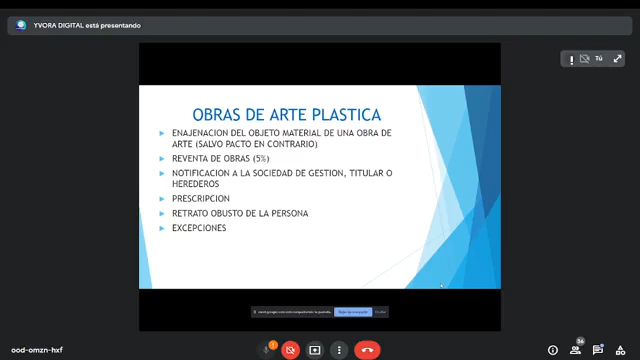 YVORA DIGITAL está presentando
Tú
OBRAS DE ARTE PLASTICA
ENAJENACION DEL OBJETO MATERIAL DE UNA OBRA DE
ARTE (SALVO PACTO EN CONTRARIO)
REVENTA DE OBRAS (5%)
NOTIFICACION A LA SOCIEDAD DE GESTION, TITULAR O
HEREDEROS
PRESCRIPCION
RETRATO OBUSTO DE LA PERSONA
EXCEPCIONES
ood-omzn-hxf
36